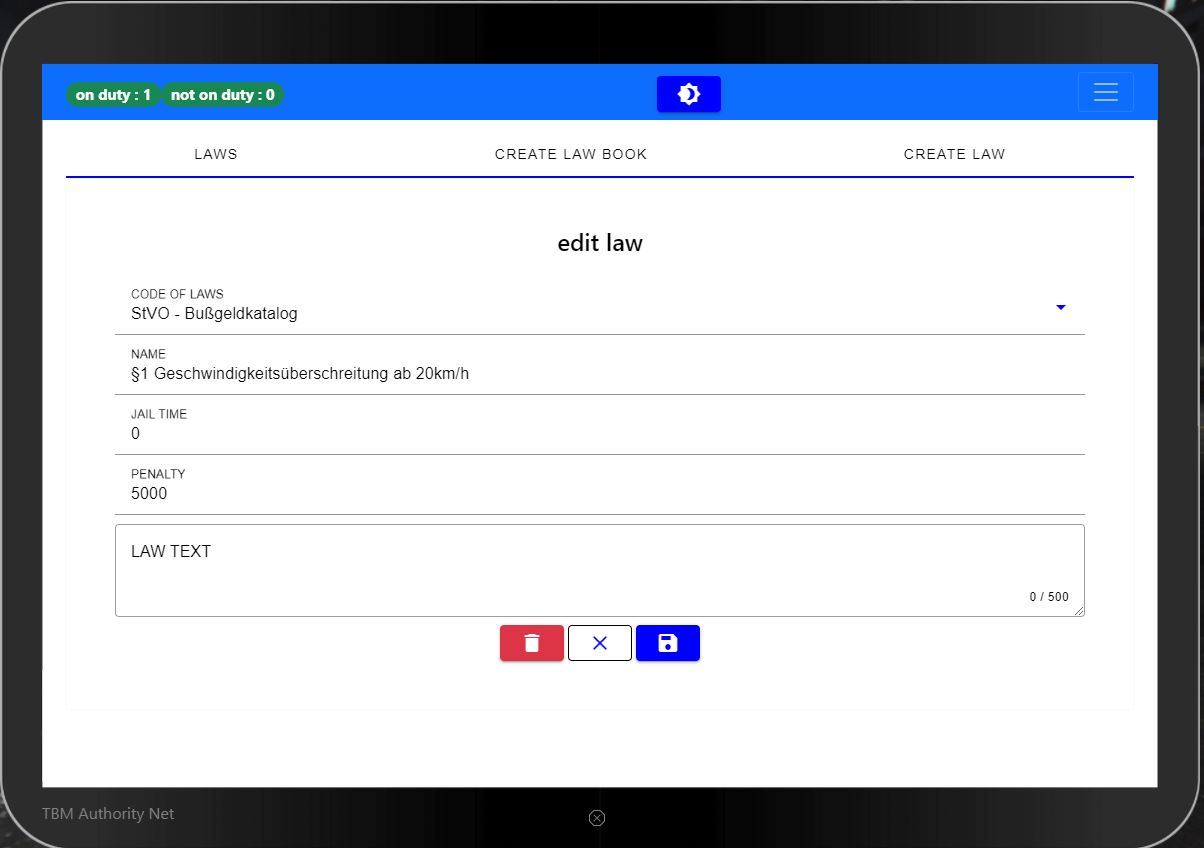 on duty : 1 not on duty : 0
LAWS CREATE LAW BOOK CREATE LAW
edit law
CODE OF LAWS
StVO - Bußgeldkatalog
NAME
§1 Geschwindigkeitsüberschreitung ab 20km/h
JAIL TIME
0
PENALTY
5000
LAW TEXT
0 / 500
TBM Authority Net